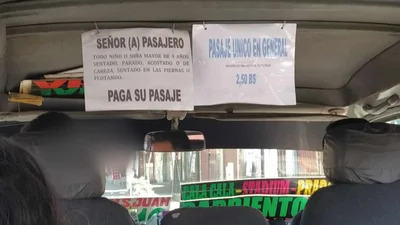 SEÑOR (A) PASAJERO
TODO NIÑO O NIÑA MAYOR DE 5 AÑOS
SENTADO, PARADO, ACOSTADO O DE
CABEZA, SENTADO EN LAS PIERNAS O
FLOTANDO.
PAGA SU PASAJE
PASAJE UNICO EN GENERAL
2,50 BS
CALA CALA - STADIUM - PRADO
BARRIENTOS